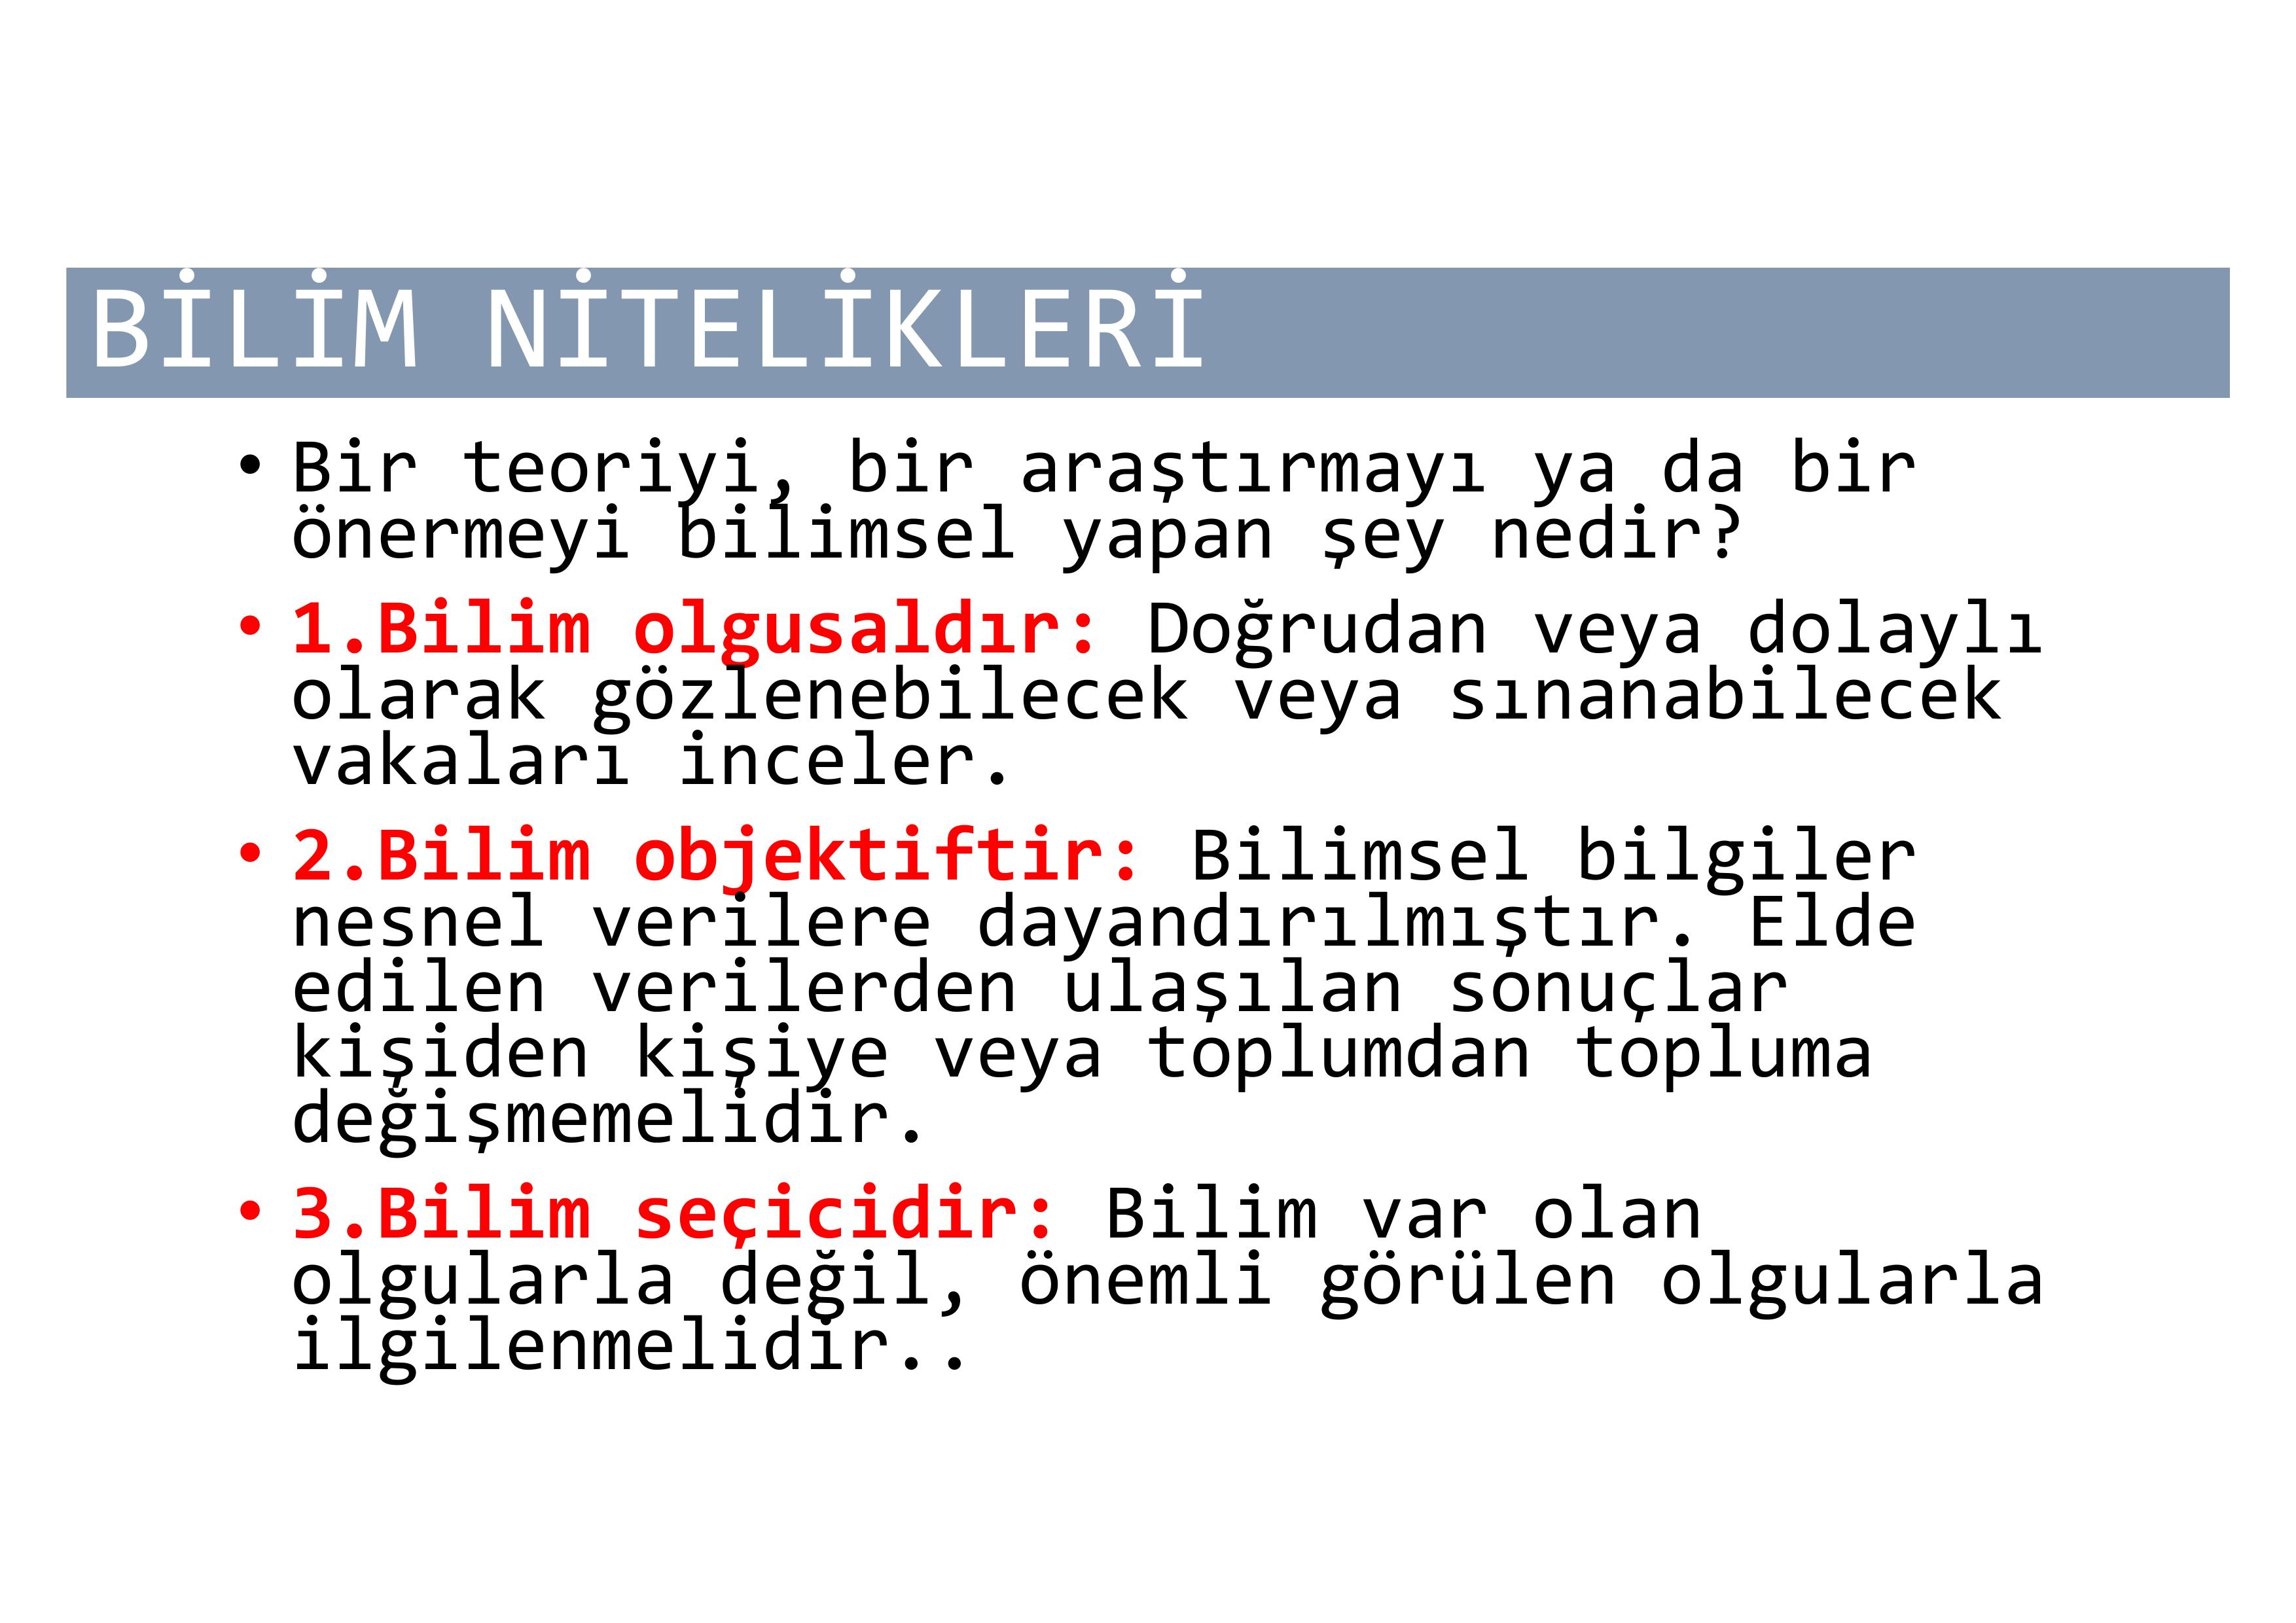 BİLİM NİTELİKLERİ
• Bir teoriyi, bir araştırmayı ya da bir
önermeyi bilimsel yapan şey nedir?
• 1.Bilim olgusaldır: Doğrudan veya dolaylı
olarak gözlenebilecek veya sınanabilecek
vakaları inceler.
• 2.Bilim objektiftir: Bilimsel bilgiler
nesnel verilere dayandırılmıştır. Elde
edilen verilerden ulaşılan sonuçlar
kişiden kişiye veya toplumdan topluma
değişmemelidir.
• 3.Bilim seçicidir: Bilim var olan
olgularla değil, önemli görülen olgularla
ilgilenmelidir..